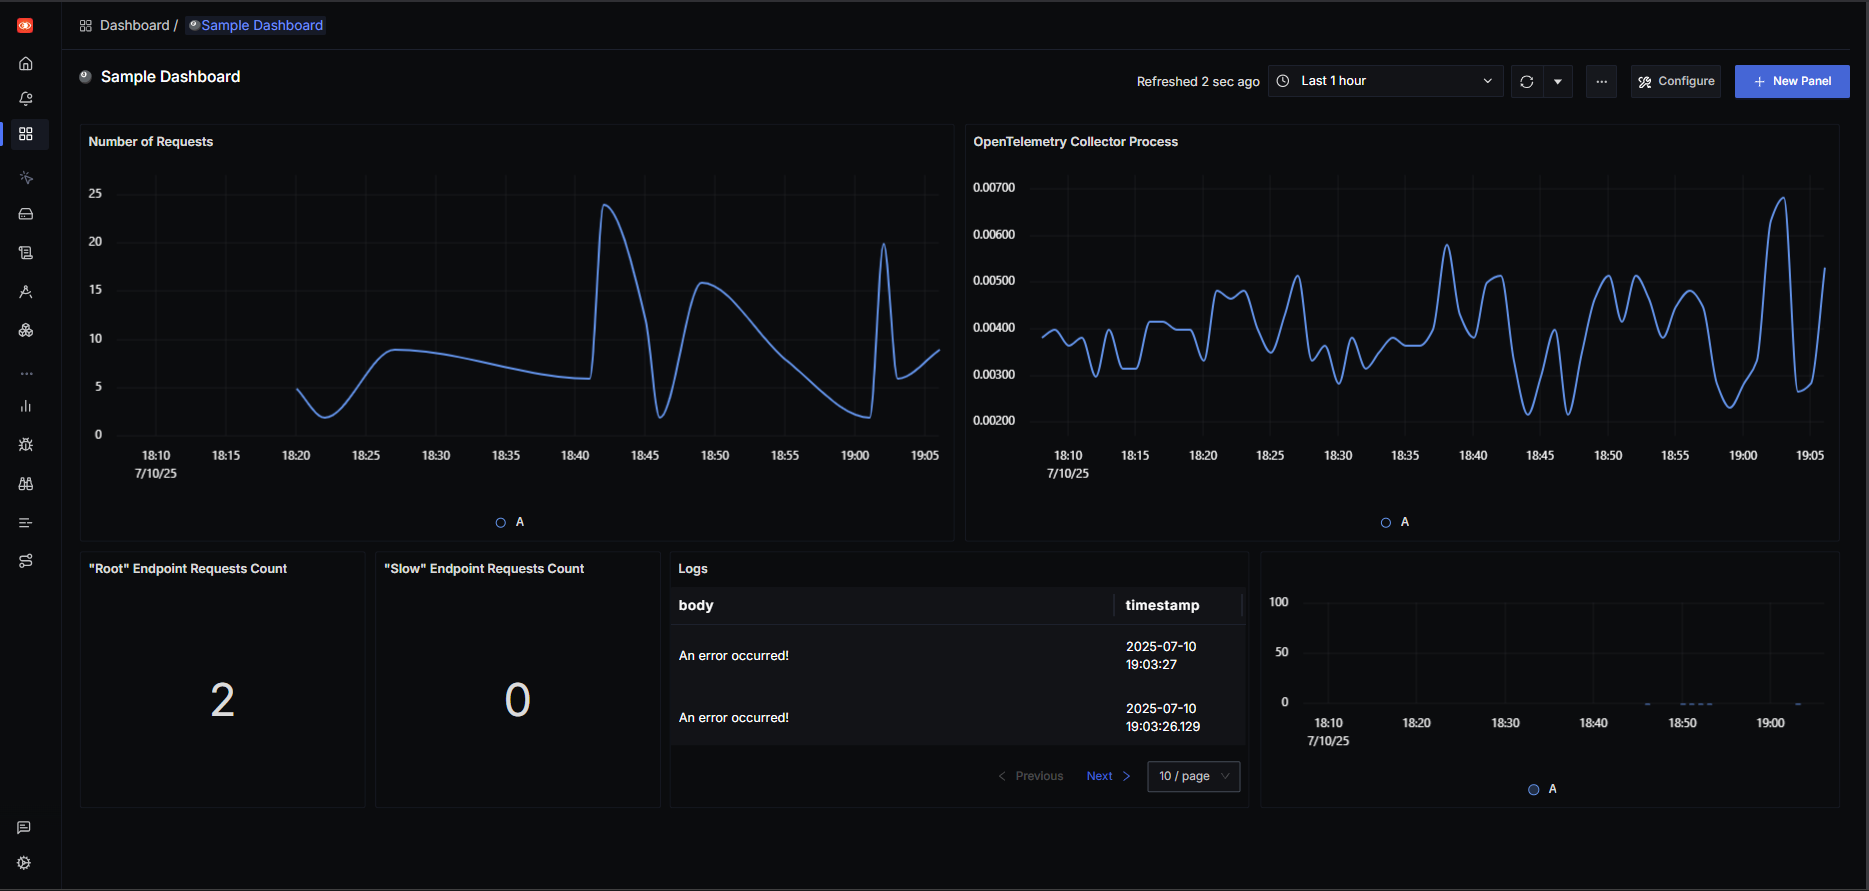 Dashboard / 🎱Sample Dashboard
🎱 Sample Dashboard
Refreshed 2 sec ago
Last 1 hour
Configure
+ New Panel
Number of Requests
25
20
15
10
5
0
18:10 18:15 18:20 18:25 18:30 18:35 18:40 18:45 18:50 18:55 19:00 19:05
7/10/25
A
OpenTelemetry Collector Process
0.00700
0.00600
0.00500
0.00400
0.00300
0.00200
18:10 18:15 18:20 18:25 18:30 18:35 18:40 18:45 18:50 18:55 19:00 19:05
7/10/25
A
"Root" Endpoint Requests Count
2
"Slow" Endpoint Requests Count
0
Logs
body timestamp
An error occurred! 2025-07-10
19:03:27
An error occurred! 2025-07-10
19:03:26.129
< Previous Next > 10 / page
100
50
0
18:10 18:20 18:30 18:40 18:50 19:00
7/10/25
A